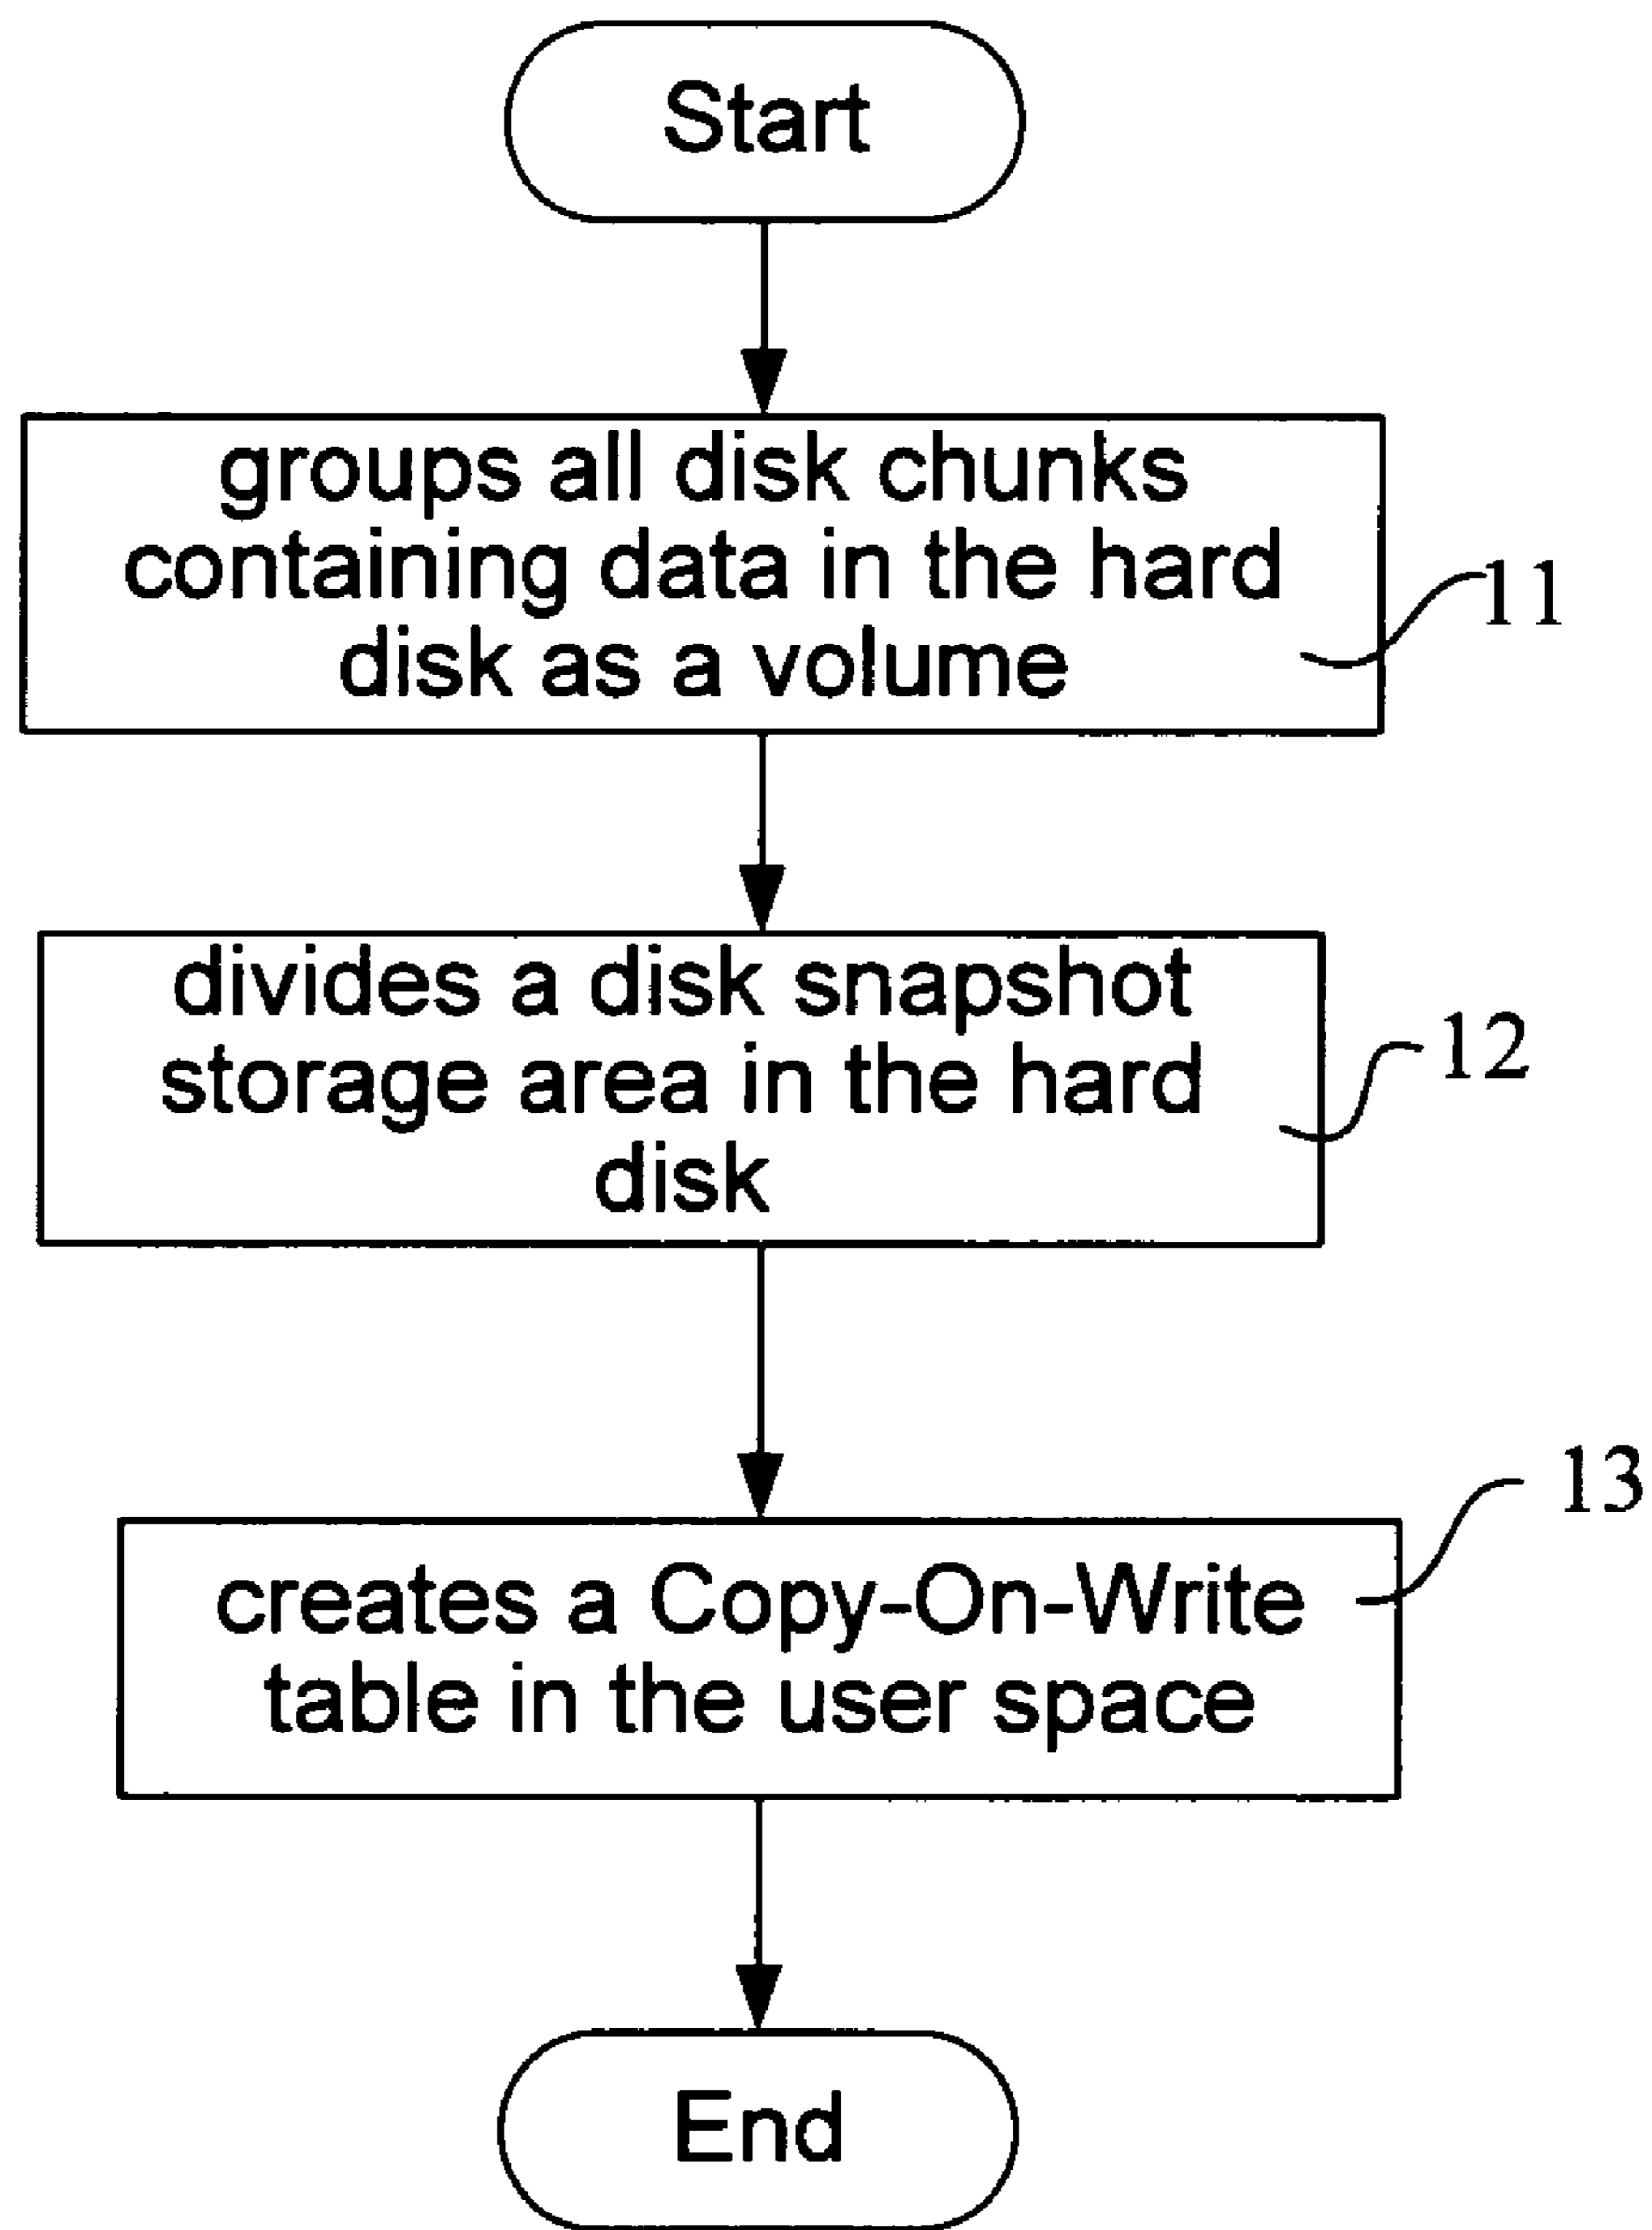 Start
groups all disk chunks
containing data in the hard
disk as a volume
11
divides a disk snapshot
storage area in the hard
disk
12
13
creates a Copy-On-Write
table in the user space
End